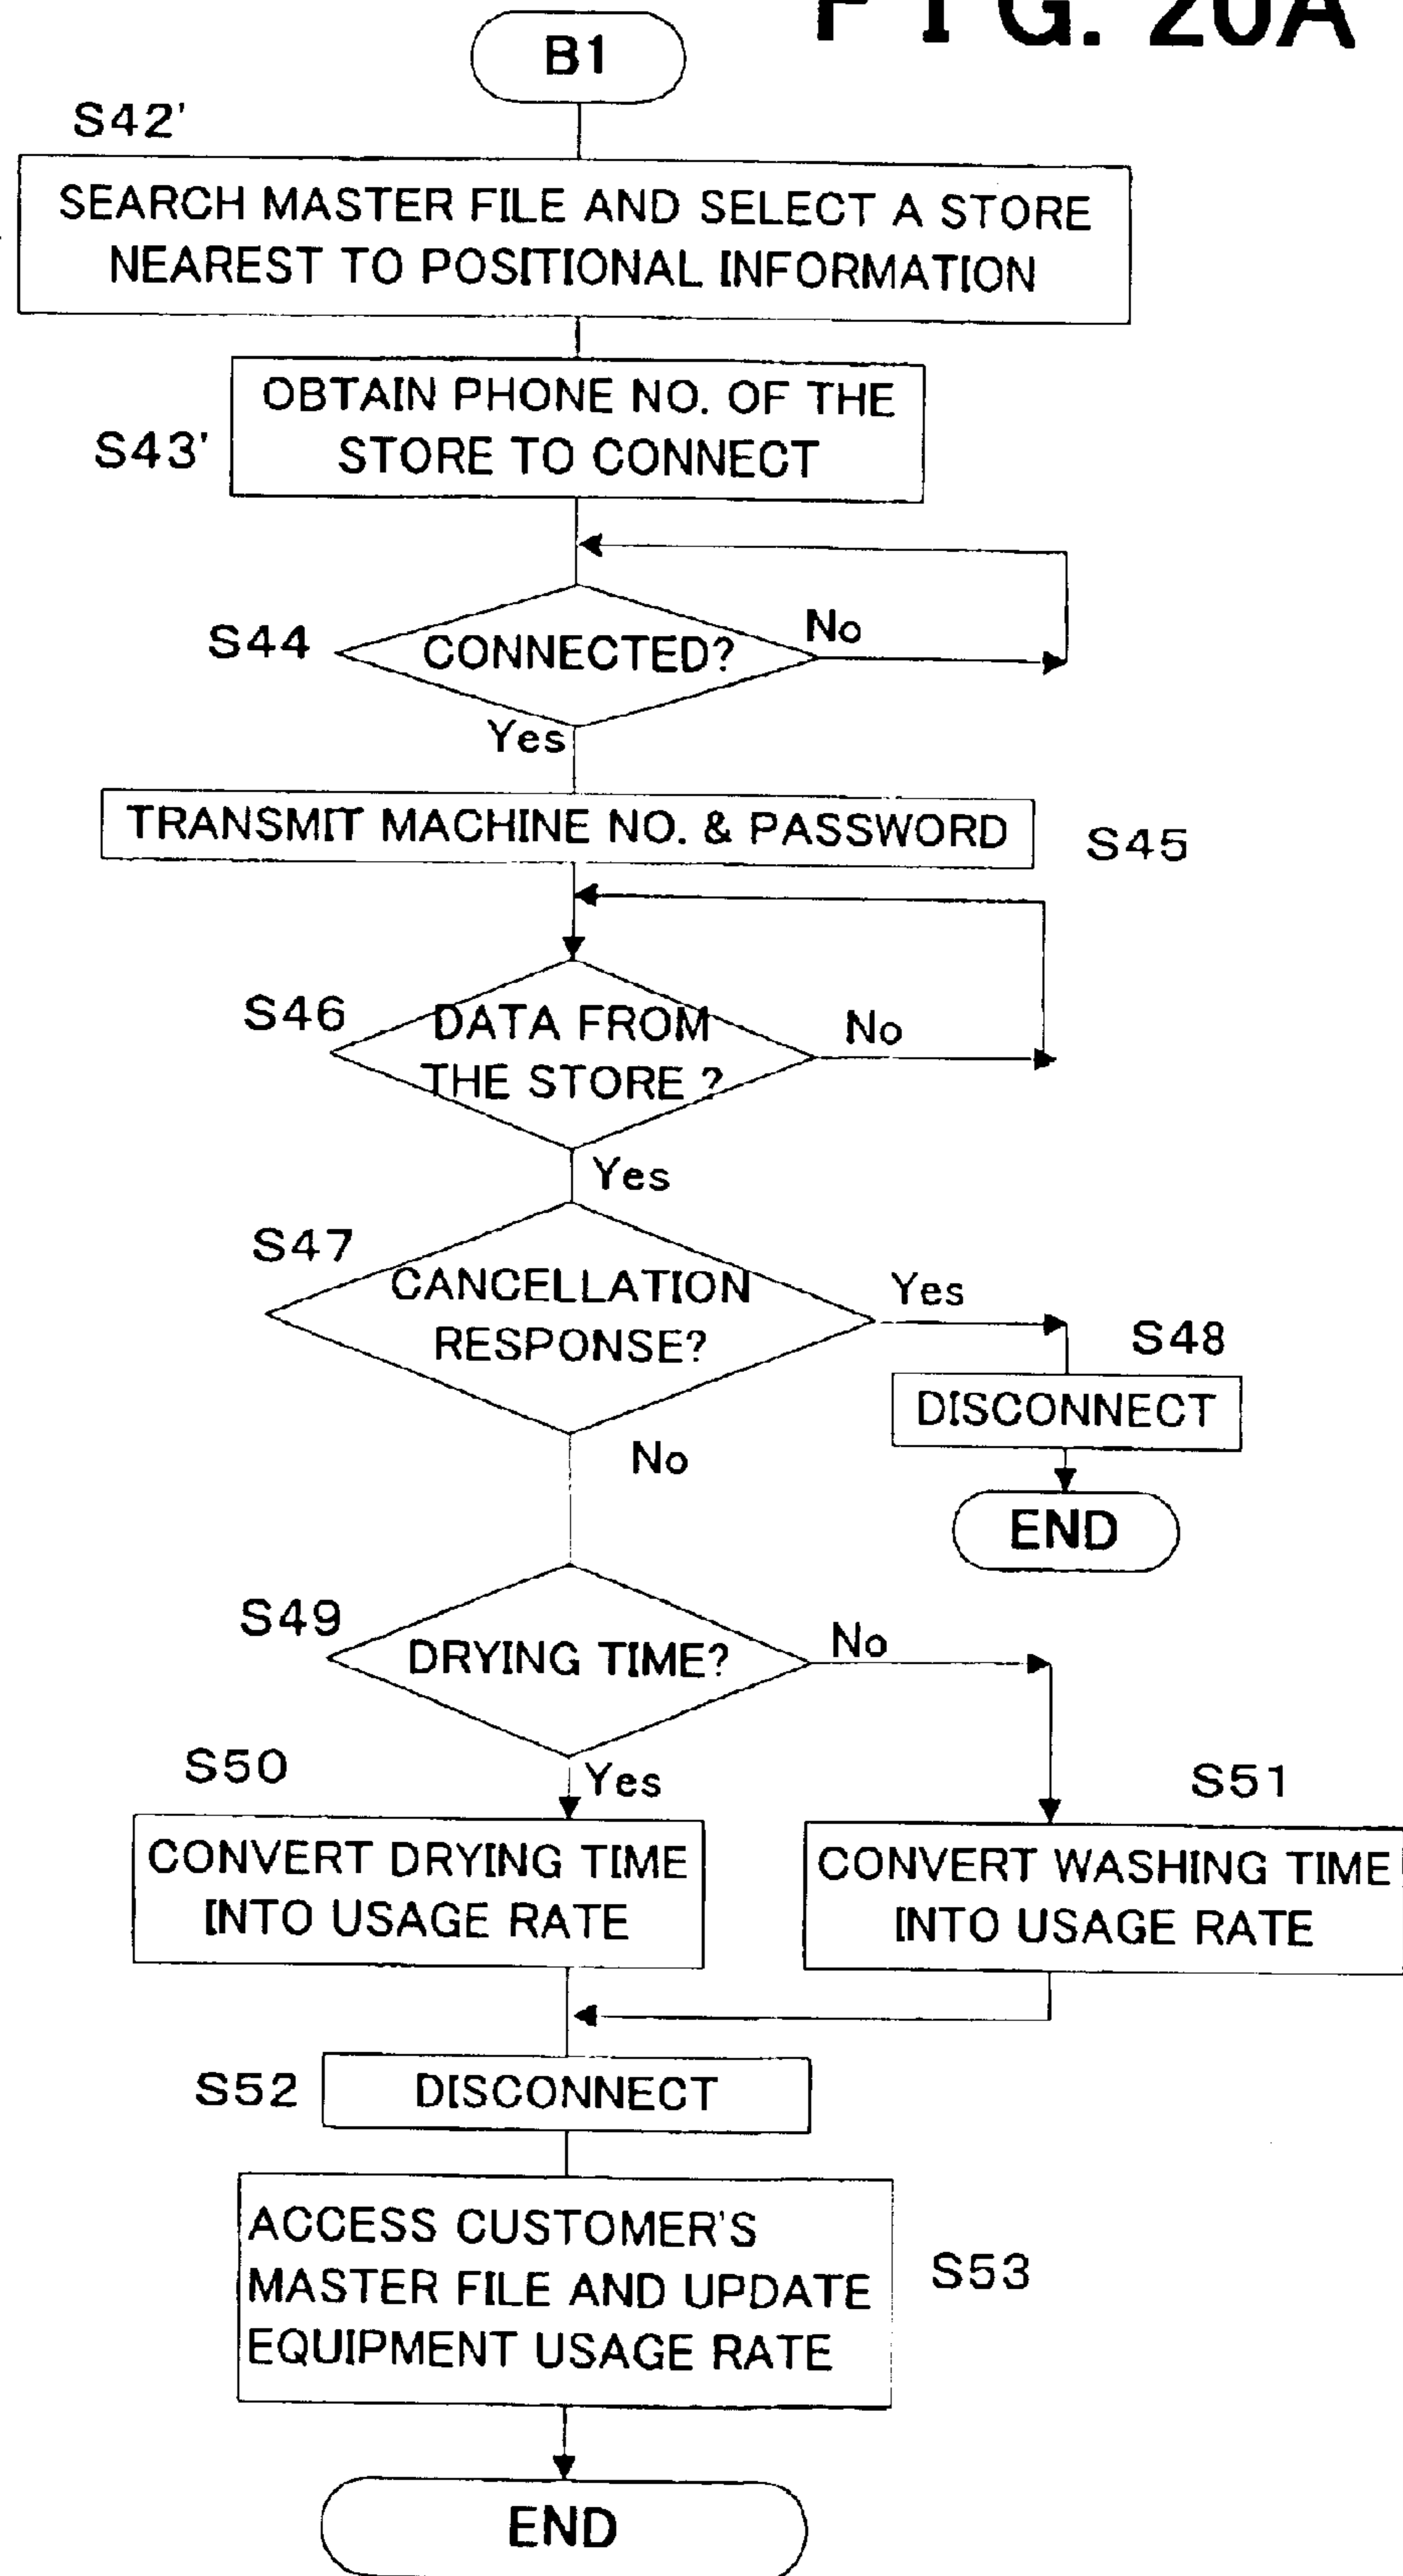 FIG. 20A
B1
S42'
SEARCH MASTER FILE AND SELECT A STORE
NEAREST TO POSITIONAL INFORMATION
S43'
OBTAIN PHONE NO. OF THE
STORE TO CONNECT
S44
CONNECTED?
No
Yes
TRANSMIT MACHINE NO. & PASSWORD
S45
S46
DATA FROM
THE STORE ?
No
Yes
S47
CANCELLATION
RESPONSE?
Yes
S48
DISCONNECT
END
No
S49
DRYING TIME?
No
Yes
S50
CONVERT DRYING TIME
INTO USAGE RATE
S51
CONVERT WASHING TIME
INTO USAGE RATE
S52
DISCONNECT
ACCESS CUSTOMER'S
MASTER FILE AND UPDATE
EQUIPMENT USAGE RATE
S53
END